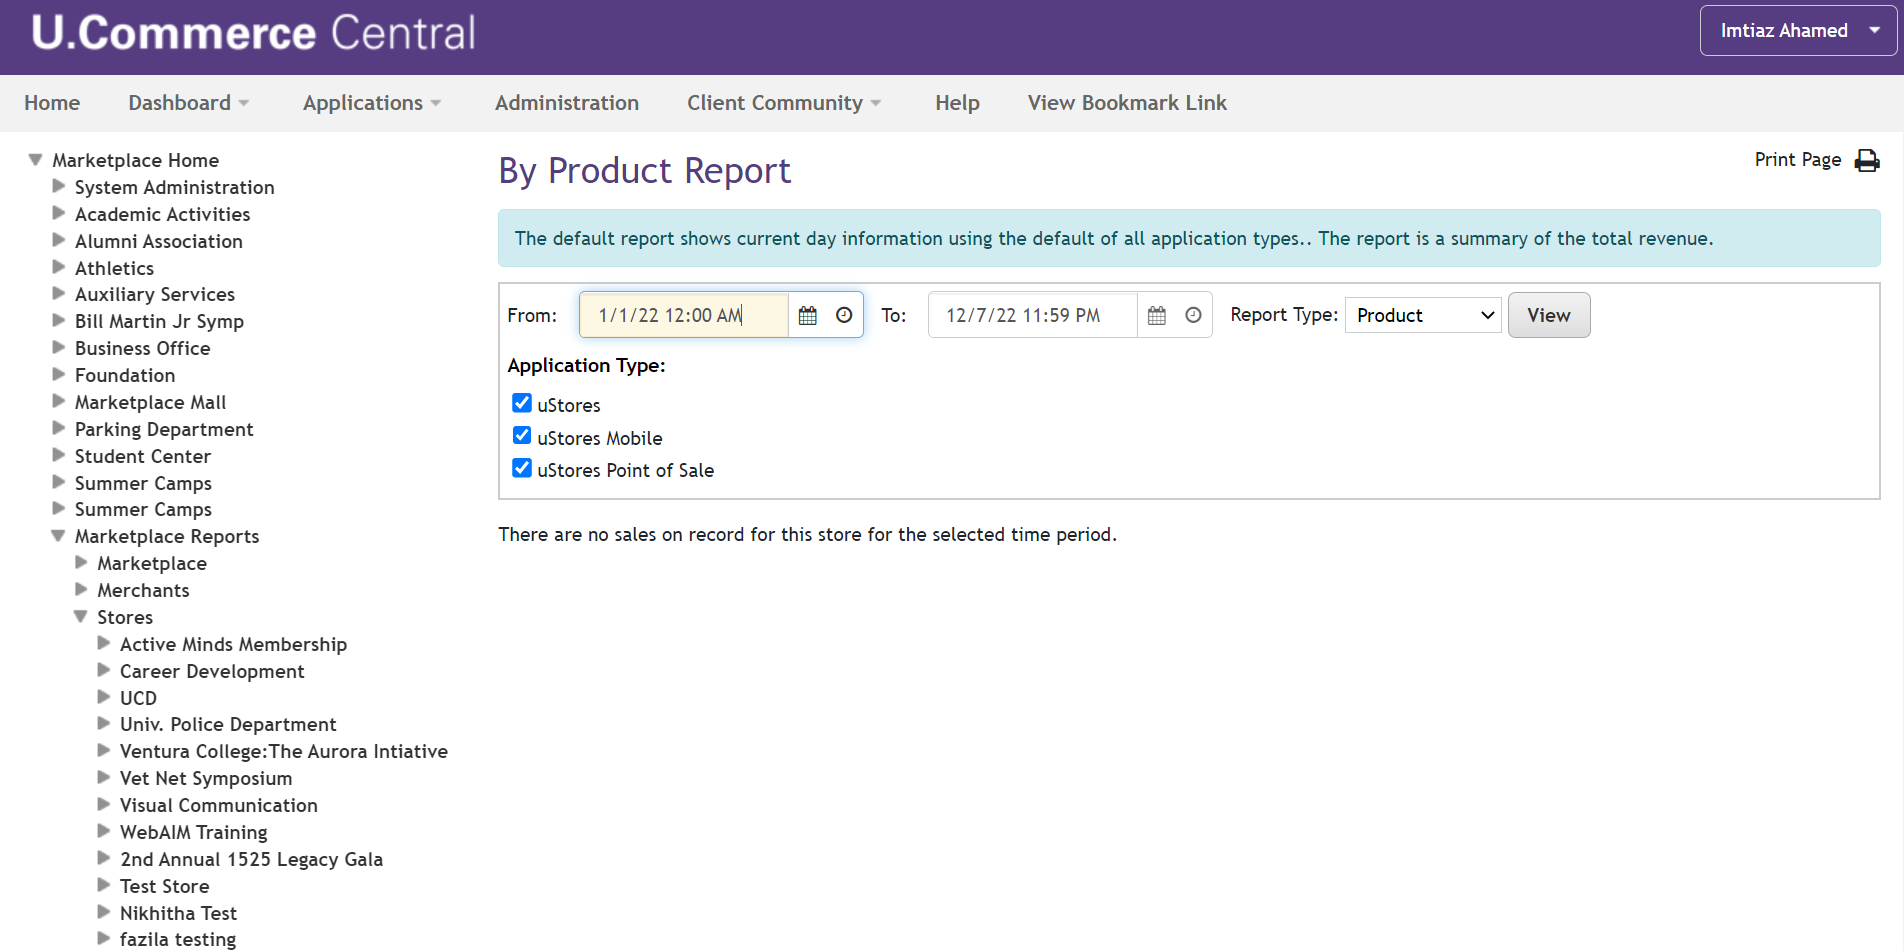 U.Commerce Central
Imtiaz Ahamed
Home Dashboard Applications Administration Client Community Help View Bookmark Link
Marketplace Home
System Administration
Academic Activities
Alumni Association
Athletics
Auxiliary Services
Bill Martin Jr Symp
Business Office
Foundation
Marketplace Mall
Parking Department
Student Center
Summer Camps
Summer Camps
Marketplace Reports
Marketplace
Merchants
Stores
Active Minds Membership
Career Development
UCD
Univ. Police Department
Ventura College:The Aurora Intiative
Vet Net Symposium
Visual Communication
WebAIM Training
2nd Annual 1525 Legacy Gala
Test Store
Nikhitha Test
fazila testing
By Product Report
Print Page
The default report shows current day information using the default of all application types.. The report is a summary of the total revenue.
From: 1/1/22 12:00 AM To: 12/7/22 11:59 PM Report Type: Product View
Application Type:
uStores
uStores Mobile
uStores Point of Sale
There are no sales on record for this store for the selected time period.